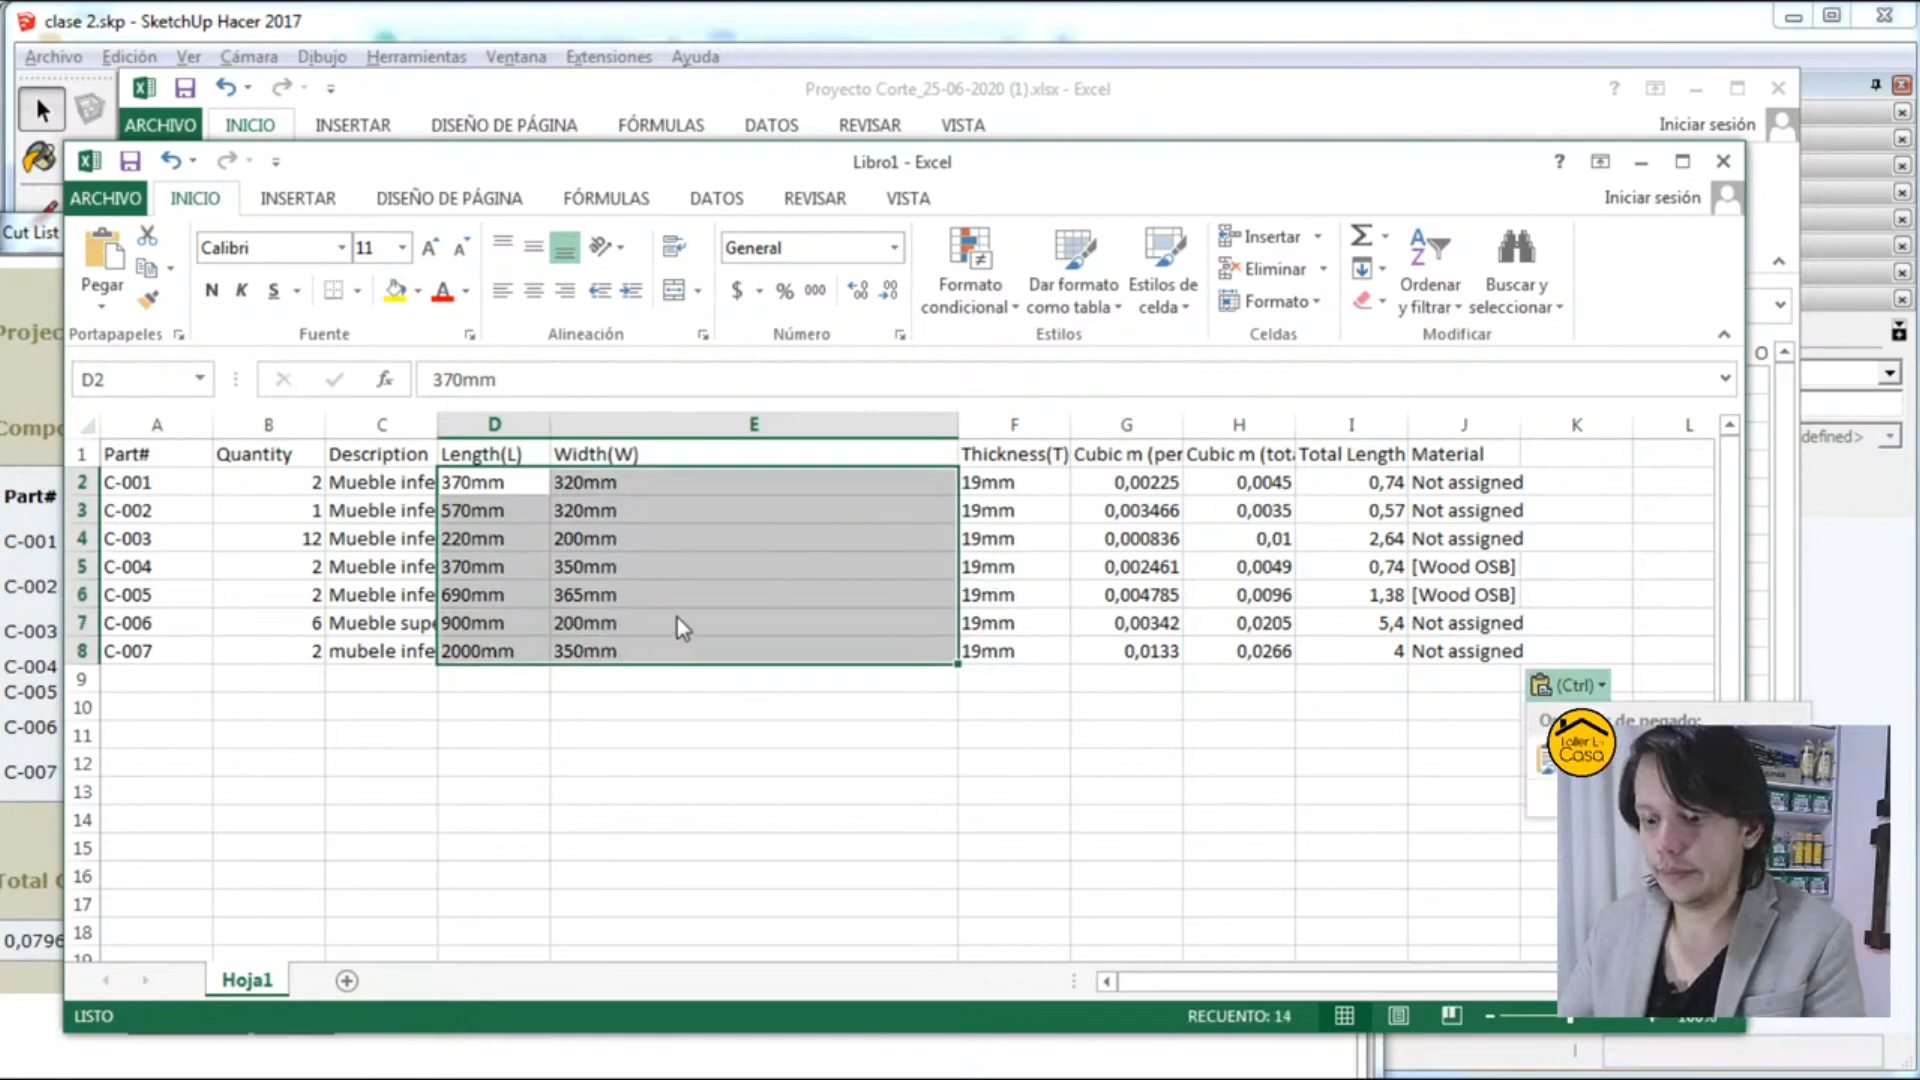 clase 2.skp - SketchUp Hacer 2017
Archivo Edición Ver Cámara Dibujo Herramientas Ventana Extensiones Ayuda
Proyecto Corte_25-06-2020 (1).xlsx - Excel
ARCHIVO INICIO INSERTAR DISEÑO DE PÁGINA FÓRMULAS DATOS REVISAR VISTA Iniciar sesión
Libro1 - Excel
ARCHIVO INICIO INSERTAR DISEÑO DE PÁGINA FÓRMULAS DATOS REVISAR VISTA Iniciar sesión
Cut List
Calibri 11 General
Pegar
N K S
$ % 000
Formato condicional
Dar formato como tabla
Estilos de celda
Insertar
Eliminar
Formato
Ordenar y filtrar
Buscar y seleccionar
Portapapeles Fuente Alineación Número Estilos Celdas Modificar
D2 fx 370mm
A B C D E F G H I J K L
1 Part# Quantity Description Length(L) Width(W) Thickness(T) Cubic m (per Cubic m (tot Total Length Material
2 C-001 2 Mueble infe 370mm 320mm 19mm 0,00225 0,0045 0,74 Not assigned
3 C-002 1 Mueble infe 570mm 320mm 19mm 0,003466 0,0035 0,57 Not assigned
4 C-003 12 Mueble infe 220mm 200mm 19mm 0,000836 0,01 2,64 Not assigned
5 C-004 2 Mueble infe 370mm 350mm 19mm 0,002461 0,0049 0,74 [Wood OSB]
6 C-005 2 Mueble infe 690mm 365mm 19mm 0,004785 0,0096 1,38 [Wood OSB]
7 C-006 6 Mueble supe 900mm 200mm 19mm 0,00342 0,0205 5,4 Not assigned
8 C-007 2 mubele infe 2000mm 350mm 19mm 0,0133 0,0266 4 Not assigned
9
10
11
12
13
14
15
16
17
18
19
(Ctrl)
de pegado:
Taller La
Casa
Projec
Compo
Part#
C-001
C-002
C-003
C-004
C-005
C-006
C-007
Total C
0,0796
O
defined>
Hoja1
LISTO RECUENTO: 14 100%